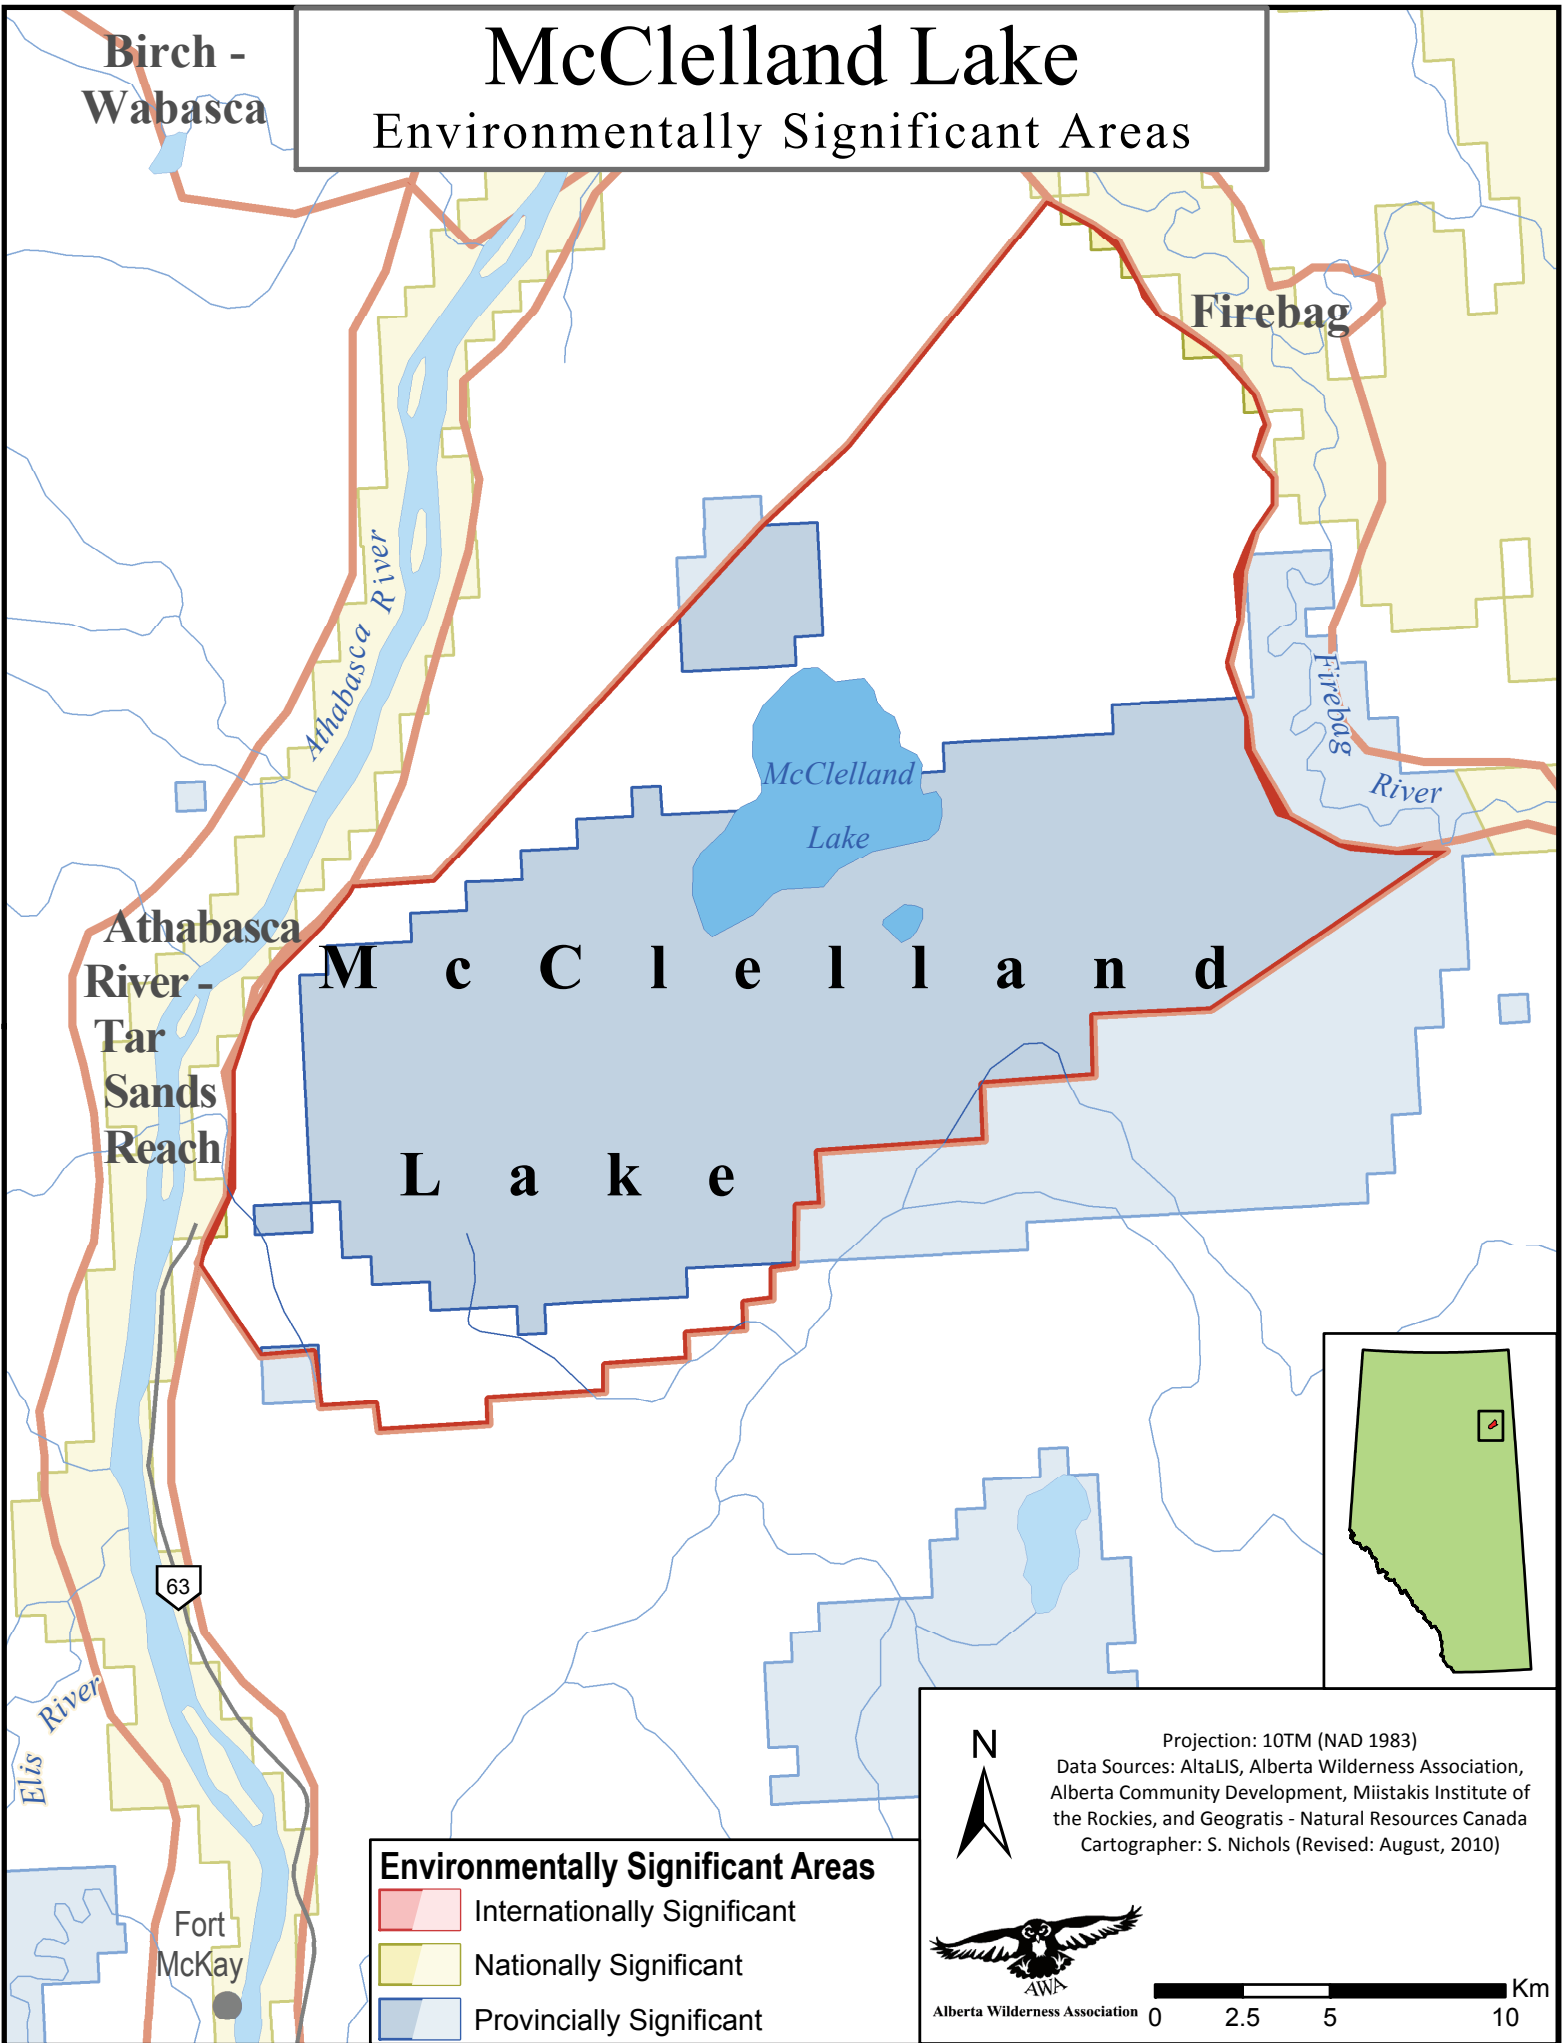 McClelland Lake
Environmentally Significant Areas
Birch -
Wabasca
Firebag
Athabasca River
Firebag
River
McClelland
Lake
Athabasca
River -
Tar
Sands
Reach
McClelland
Lake
63
Elis River
Fort
McKay
N
Projection: 10TM (NAD 1983)
Data Sources: AltaLIS, Alberta Wilderness Association,
Alberta Community Development, Miistakis Institute of
the Rockies, and Geogratis - Natural Resources Canada
Cartographer: S. Nichols (Revised: August, 2010)
Environmentally Significant Areas
Internationally Significant
Nationally Significant
Provincially Significant
AWA
Alberta Wilderness Association
Km
0 2.5 5 10